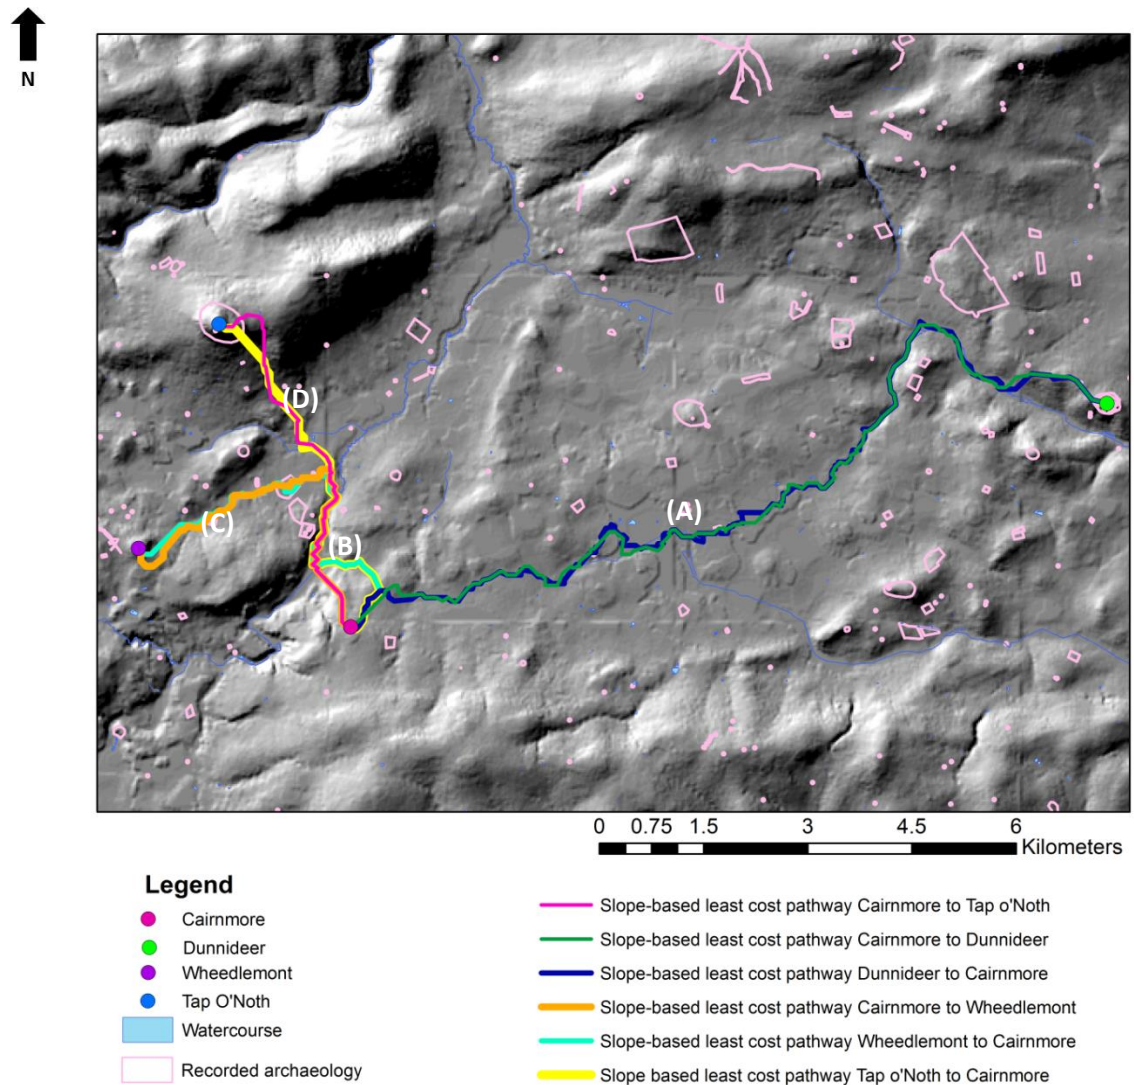 N
(D)
(C)
(B)
(A)
0 0.75 1.5 3 4.5 6
Kilometers
Legend
Cairnmore
Dunnideer
Wheedlemont
Tap O'Noth
Watercourse
Recorded archaeology
Slope-based least cost pathway Cairnmore to Tap o'Noth
Slope-based least cost pathway Cairnmore to Dunnideer
Slope-based least cost pathway Dunnideer to Cairnmore
Slope-based least cost pathway Cairnmore to Wheedlemont
Slope-based least cost pathway Wheedlemont to Cairnmore
Slope based least cost pathway Tap o'Noth to Cairnmore